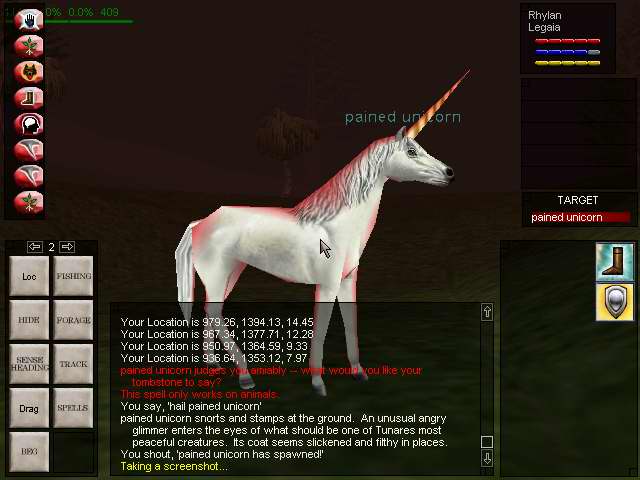 0% 0.0% 409
Rhylan
Legaia
pained unicorn
TARGET
pained unicorn
2
Loc
FISHING
HIDE
FORAGE
SENSE
HEADING
TRACK
Drag
SPELLS
BEG
Your Location is 979.26, 1394.13, 14.45
Your Location is 967.34, 1377.71, 12.28
Your Location is 950.97, 1364.59, 9.33
Your Location is 936.64, 1353.12, 7.97
pained unicorn judges you amiably -- what would you like your
tombstone to say?
This spell only works on animals.
You say, 'hail pained unicorn'
pained unicorn snorts and stamps at the ground. An unusual angry
glimmer enters the eyes of what should be one of Tunares most
peaceful creatures. Its coat seems slickened and filthy in places.
You shout, 'pained unicorn has spawned!'
Taking a screenshot...